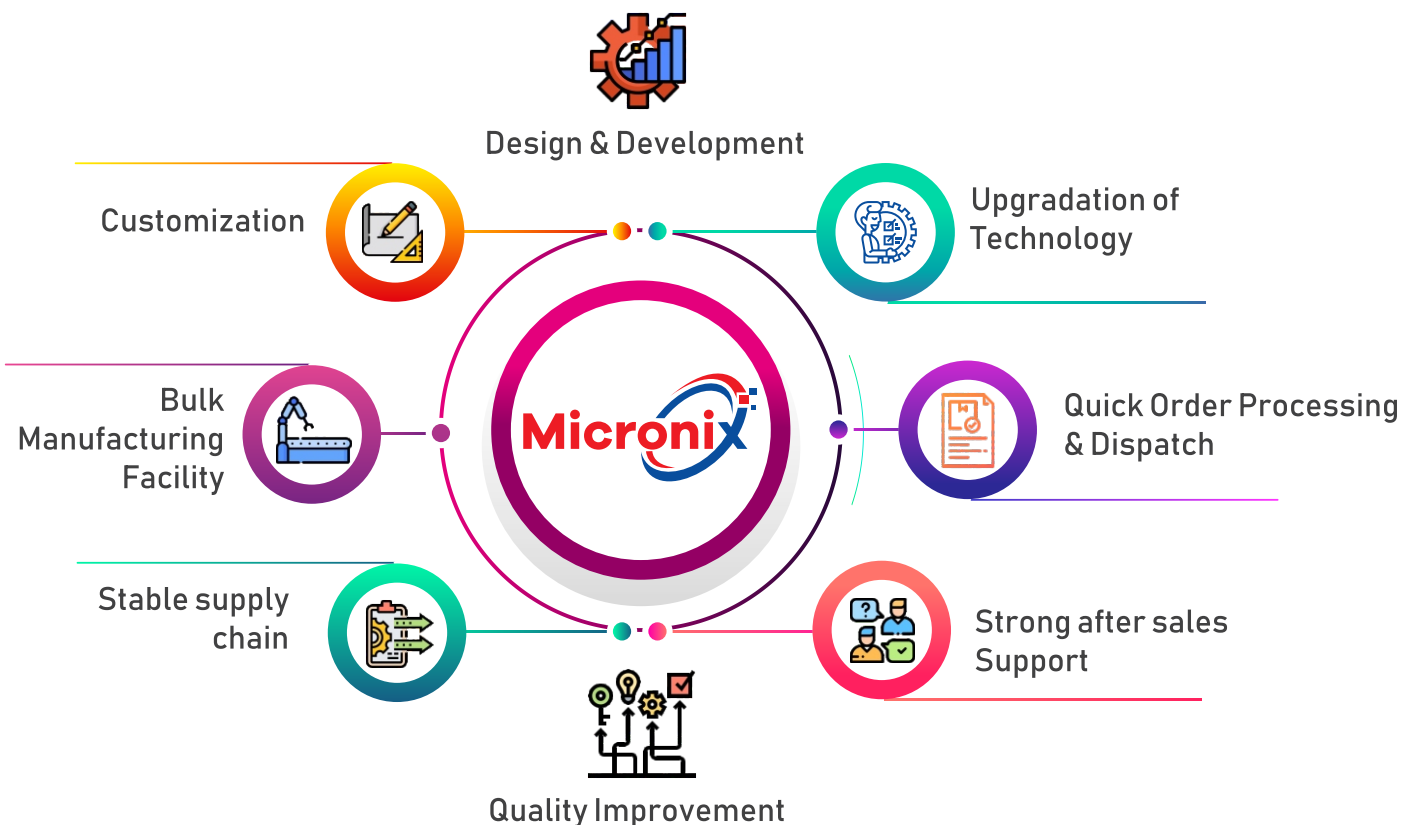 Design & Development
Customization
Upgradation of
Technology
Bulk
Manufacturing
Facility
Micronix
Quick Order Processing
& Dispatch
Stable supply
chain
Strong after sales
Support
Quality Improvement